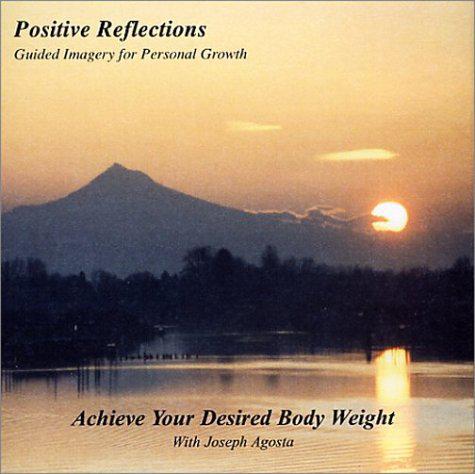 Positive Reflections
Guided Imagery for Personal Growth
Achieve Your Desired Body Weight
With Joseph Agosta